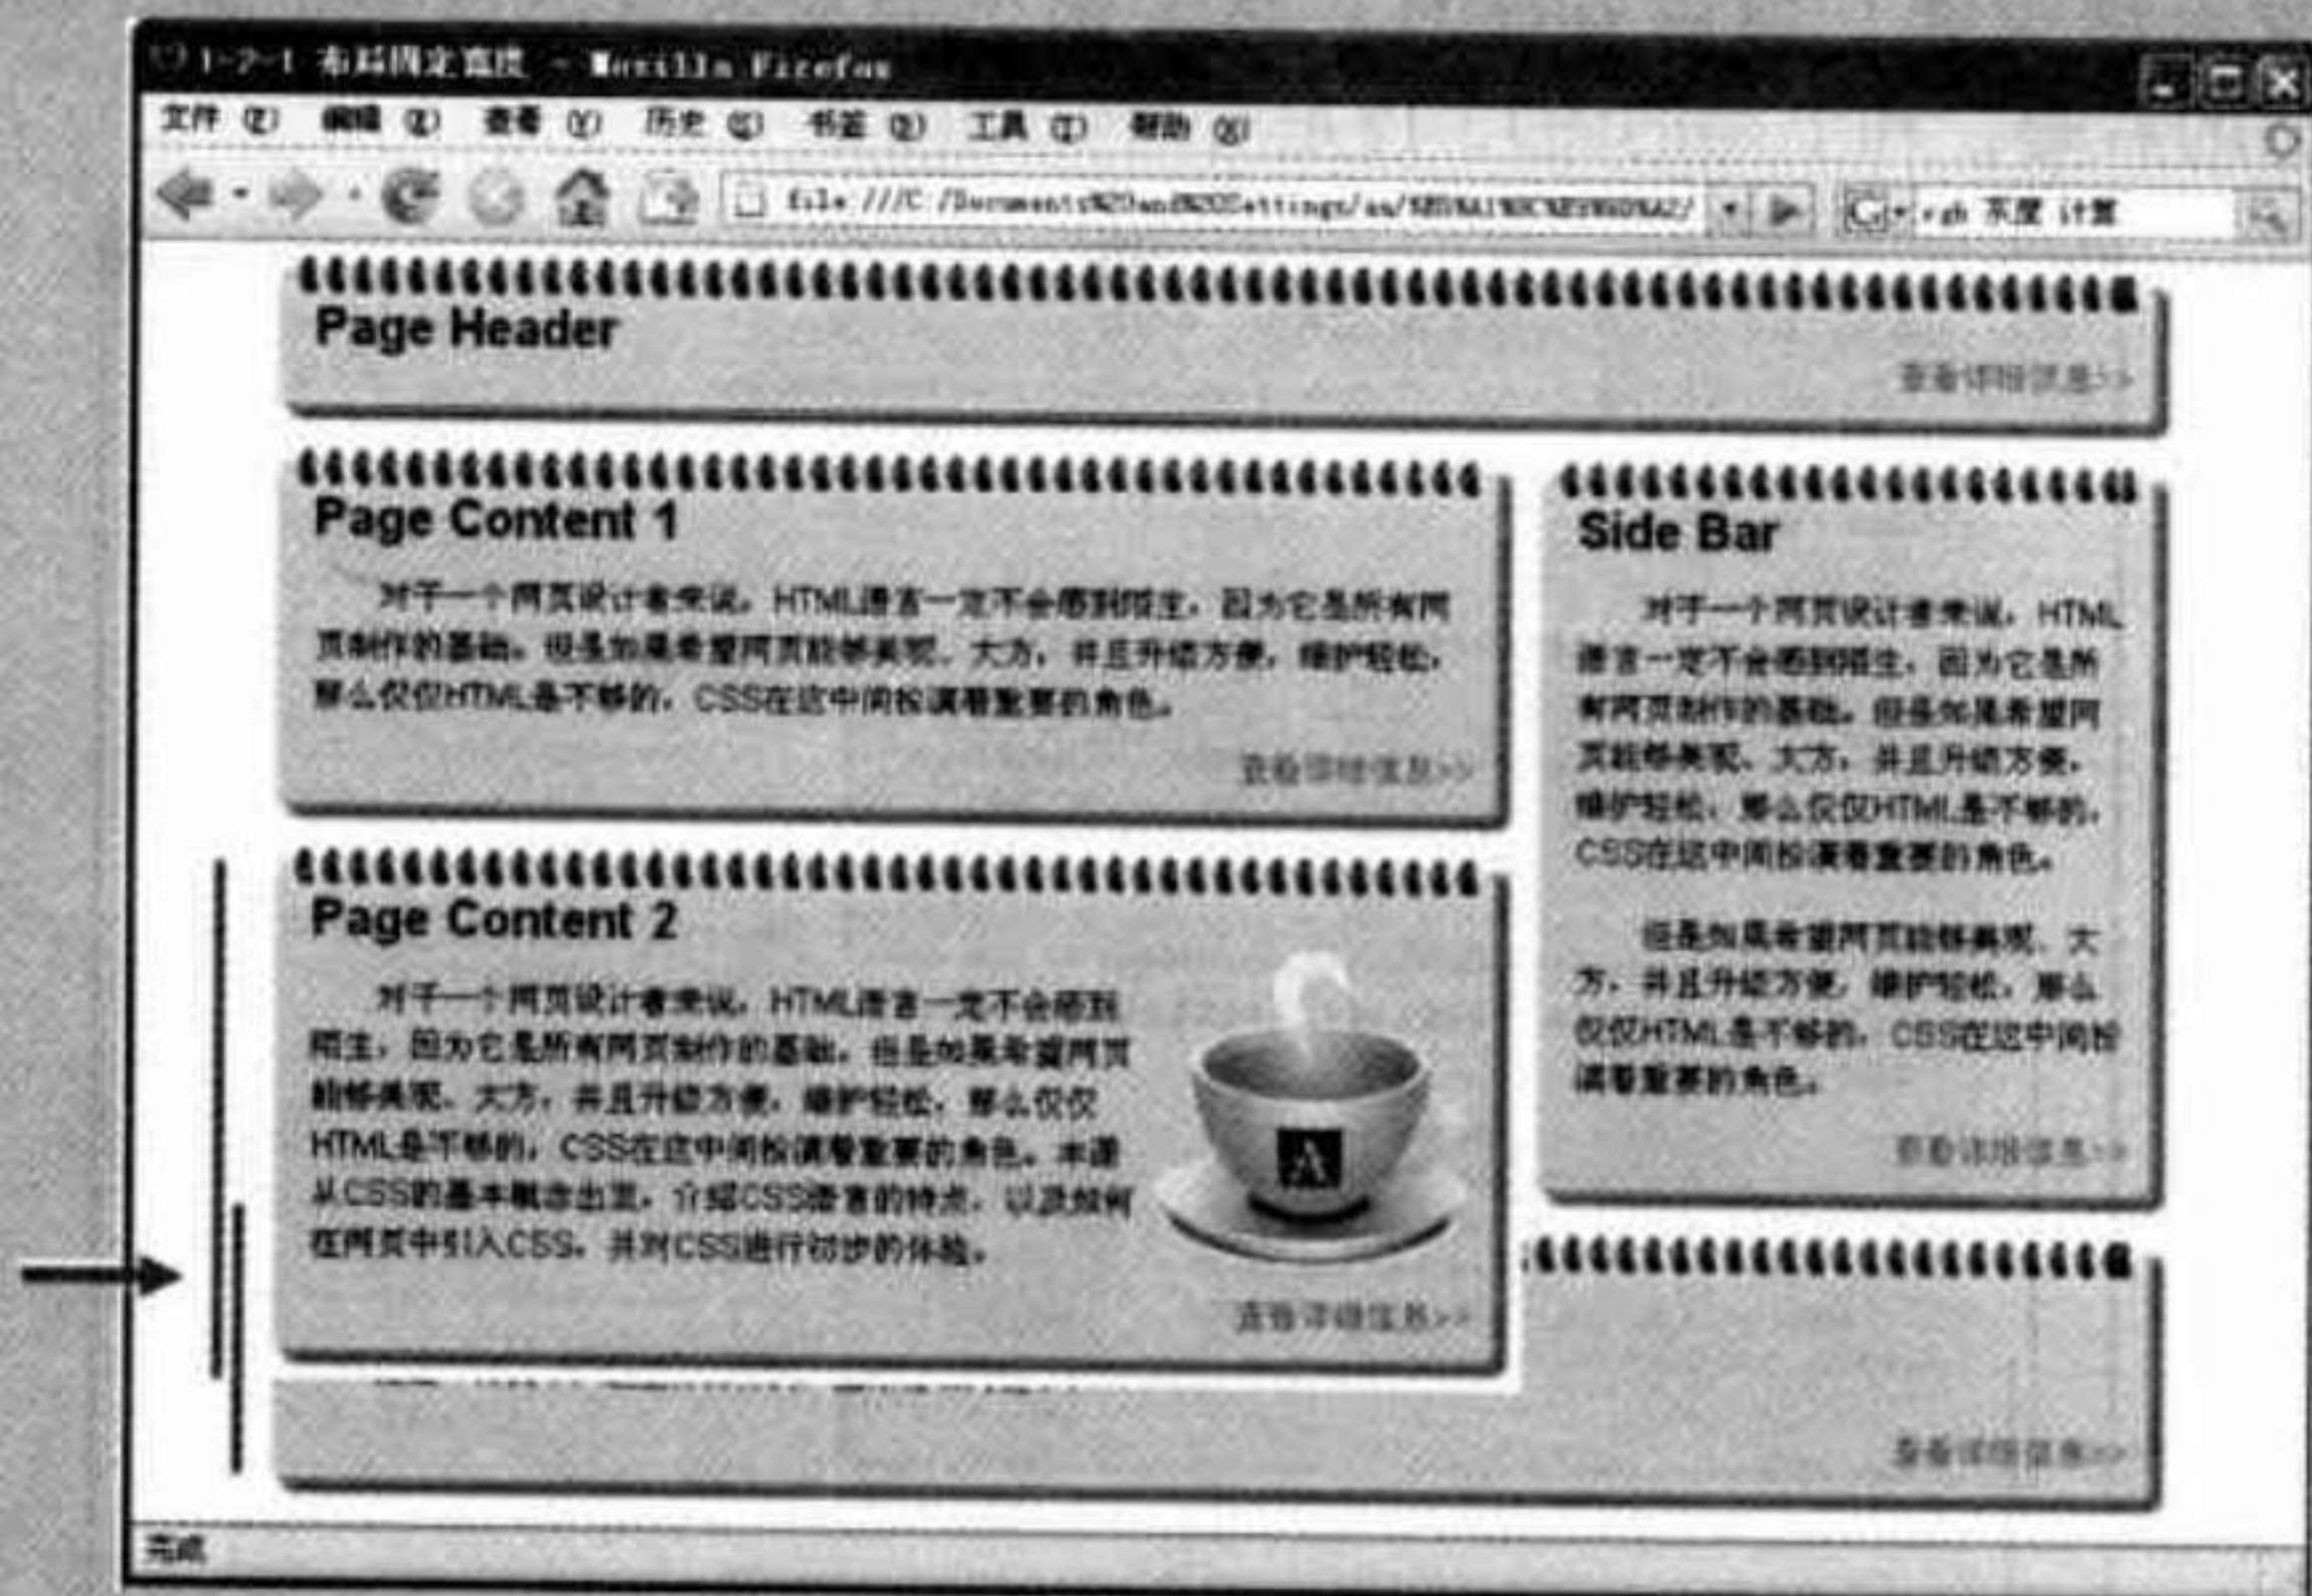 1-2-1 布局固定宽度 - Mozilla Firefox
文件 (F) 编辑 (E) 查看 (V) 历史 (S) 书签 (B) 工具 (T) 帮助 (H)
file:///C:/Documents%20and%20Settings/aa/%E5%A1%8C%E9%9D%A2/ rgb 灰度 计算
Page Header
查看详细信息>>
Page Content 1
对于一个网页设计者来说，HTML语言一定不会感到陌生，因为它是所有网
页制作的基础。但是如果希望网页能够美观、大方，并且升级方便，维护轻松，
那么仅仅HTML是不够的，CSS在这中间扮演着重要的角色。
查看详细信息>>
Page Content 2
对于一个网页设计者来说，HTML语言一定不会感到
陌生，因为它是所有网页制作的基础。但是如果希望网页
能够美观、大方，并且升级方便，维护轻松，那么仅仅
HTML是不够的，CSS在这中间扮演着重要的角色。本课
从CSS的基本概念出发，介绍CSS语言的特点，以及如何
在网页中引入CSS，并对CSS进行初步的体验。
A
查看详细信息>>
Side Bar
对于一个网页设计者来说，HTML
语言一定不会感到陌生，因为它是所
有网页制作的基础。但是如果希望网
页能够美观、大方，并且升级方便，
维护轻松，那么仅仅HTML是不够的，
CSS在这中间扮演着重要的角色。
但是如果希望网页能够美观、大
方，并且升级方便，维护轻松，那么
仅仅HTML是不够的，CSS在这中间扮
演着重要的角色。
查看详细信息>>
查看详细信息>>
完成